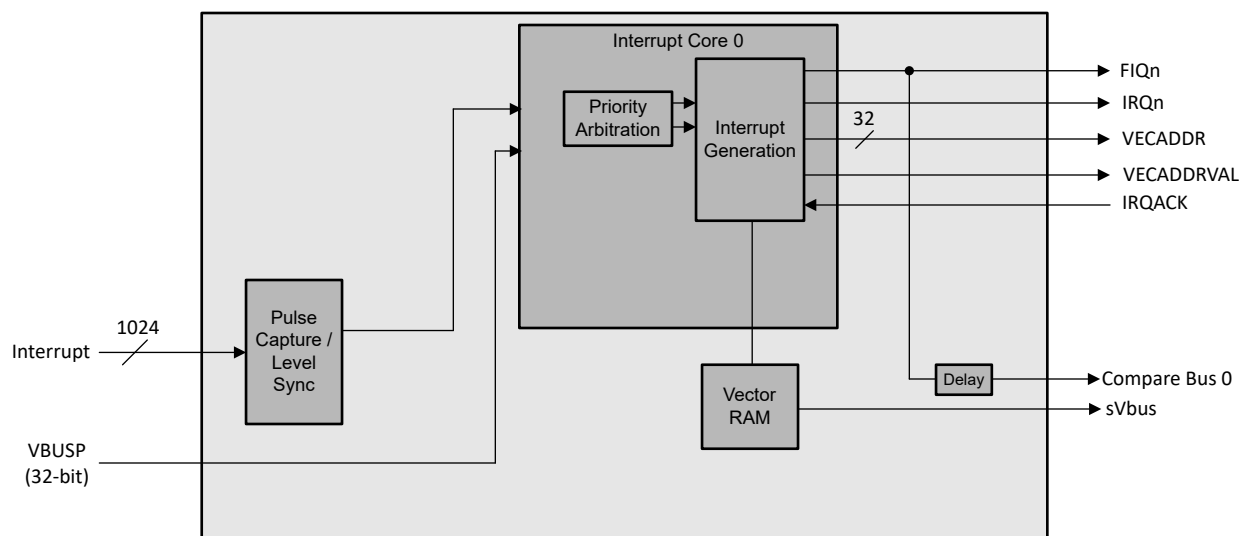 Interrupt Core 0
Priority
Arbitration
Interrupt
Generation
32
FIQn
IRQn
VECADDR
VECADDRVAL
IRQACK
Interrupt
1024
Pulse
Capture /
Level
Sync
VBUSP
(32-bit)
Vector
RAM
Delay
Compare Bus 0
sVbus